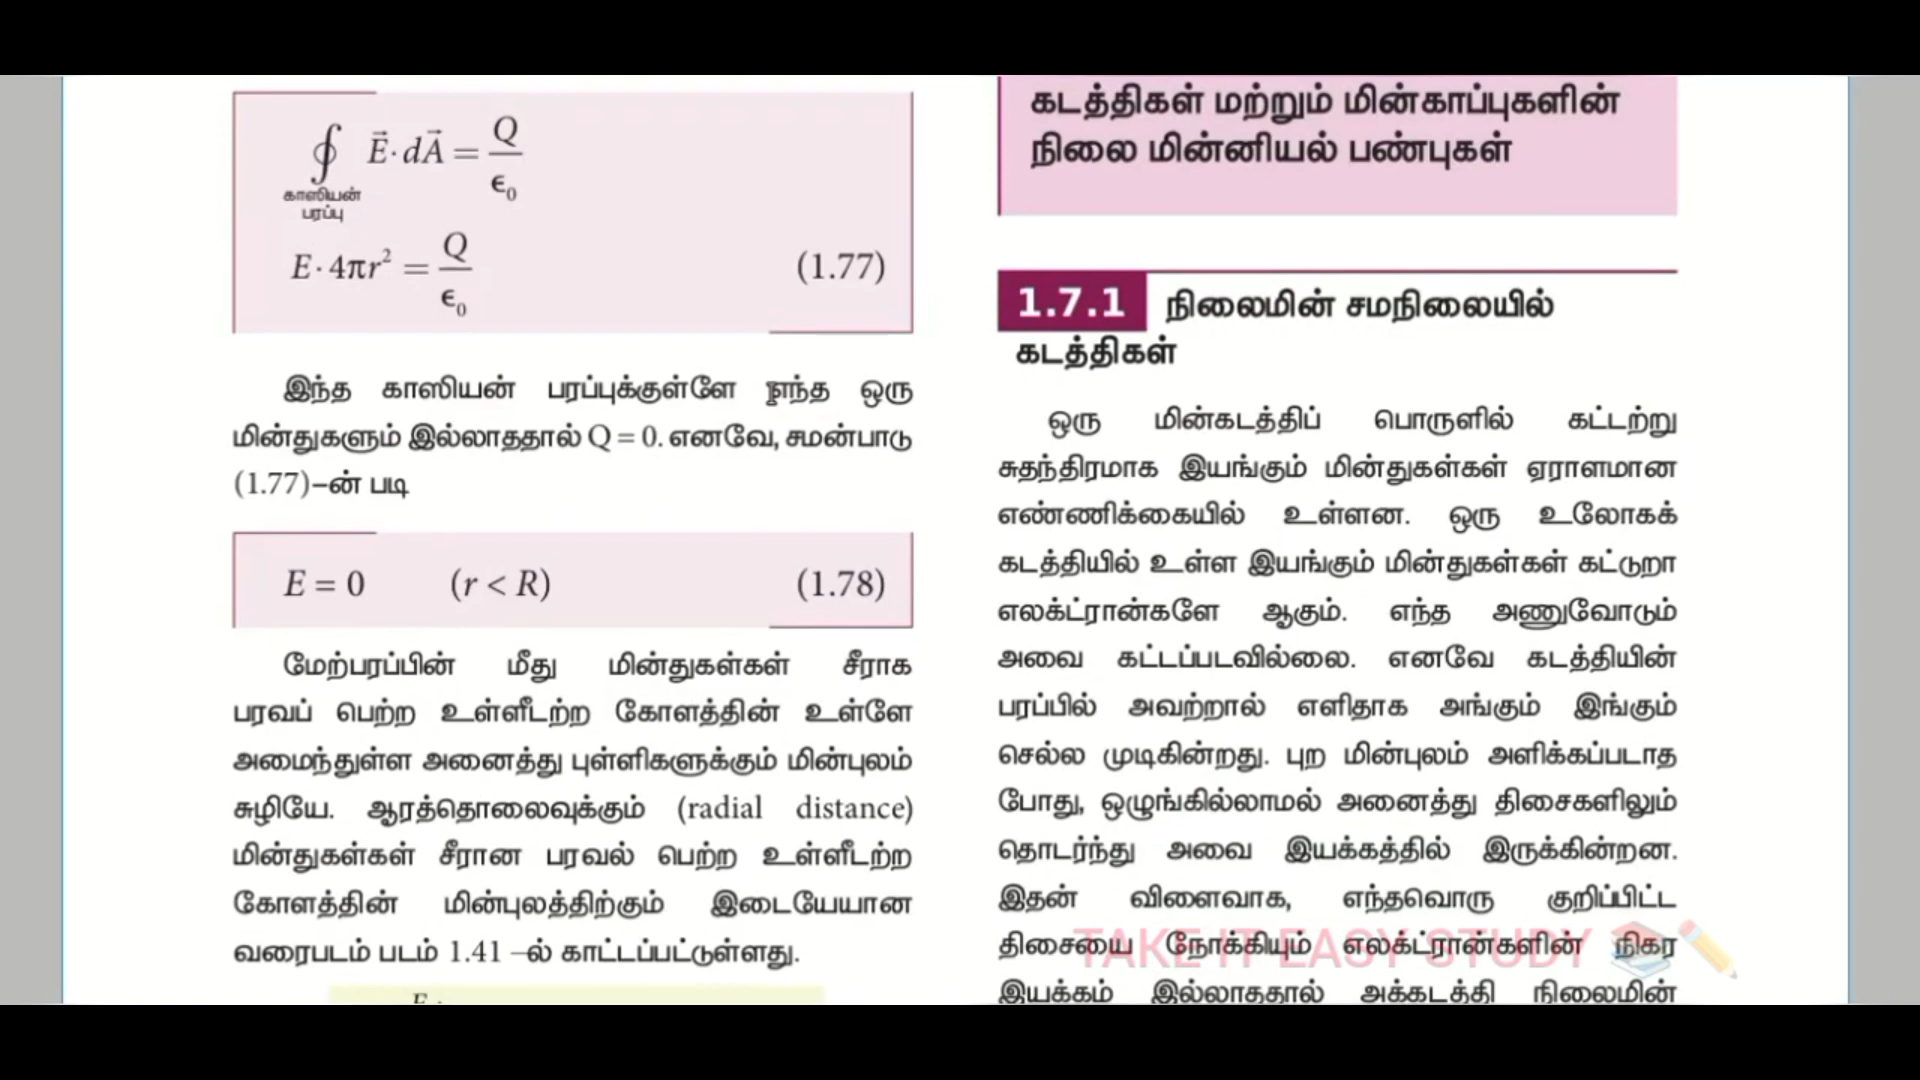 ∮ E⃗·dA⃗ = Q/ϵ₀
காஸியன்
பரப்பு
E·4πr² = Q/ϵ₀ (1.77)
இந்த காஸியன் பரப்புக்குள்ளே எந்த ஒரு
மின்துகளும் இல்லாததால் Q = 0. எனவே, சமன்பாடு
(1.77)–ன் படி
E = 0 (r < R) (1.78)
மேற்பரப்பின் மீது மின்துகள்கள் சீராக
பரவப் பெற்ற உள்ளீடற்ற கோளத்தின் உள்ளே
அமைந்துள்ள அனைத்து புள்ளிகளுக்கும் மின்புலம்
சுழியே. ஆரத்தொலைவுக்கும் (radial distance)
மின்துகள்கள் சீரான பரவல் பெற்ற உள்ளீடற்ற
கோளத்தின் மின்புலத்திற்கும் இடையேயான
வரைபடம் படம் 1.41 –ல் காட்டப்பட்டுள்ளது.
கடத்திகள் மற்றும் மின்காப்புகளின்
நிலை மின்னியல் பண்புகள்
1.7.1 நிலைமின் சமநிலையில்
கடத்திகள்
ஒரு மின்கடத்திப் பொருளில் கட்டற்று
சுதந்திரமாக இயங்கும் மின்துகள்கள் ஏராளமான
எண்ணிக்கையில் உள்ளன. ஒரு உலோகக்
கடத்தியில் உள்ள இயங்கும் மின்துகள்கள் கட்டுறா
எலக்ட்ரான்களே ஆகும். எந்த அணுவோடும்
அவை கட்டப்படவில்லை. எனவே கடத்தியின்
பரப்பில் அவற்றால் எளிதாக அங்கும் இங்கும்
செல்ல முடிகின்றது. புற மின்புலம் அளிக்கப்படாத
போது, ஒழுங்கில்லாமல் அனைத்து திசைகளிலும்
தொடர்ந்து அவை இயக்கத்தில் இருக்கின்றன.
இதன் விளைவாக, எந்தவொரு குறிப்பிட்ட
திசையை நோக்கியும் எலக்ட்ரான்களின் நிகர
இயக்கம் இல்லாததால் அக்கடத்தி நிலைமின்
TAKE IT EASY STUDY